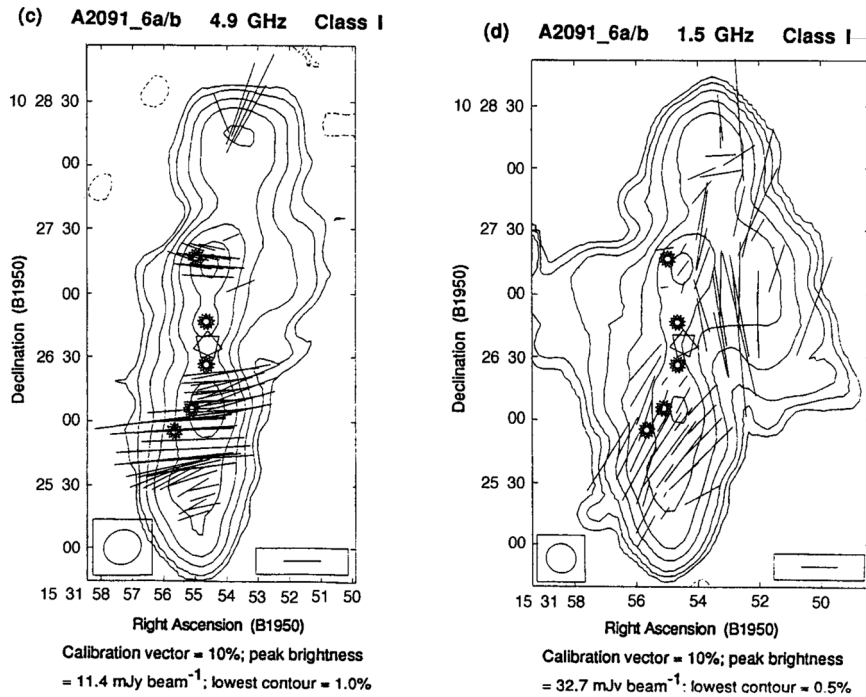 (c) A2091_6a/b 4.9 GHz Class I
10 28 30
00
27 30
00
26 30
00
25 30
00
Declination (B1950)
15 31 58 57 56 55 54 53 52 51 50
Right Ascension (B1950)
Calibration vector = 10%; peak brightness
= 11.4 mJy beam⁻¹; lowest contour = 1.0%
(d) A2091_6a/b 1.5 GHz Class I
10 28 30
00
27 30
00
26 30
00
25 30
00
Declination (B1950)
15 31 58 56 54 52 50
Right Ascension (B1950)
Calibration vector = 10%; peak brightness
= 32.7 mJy beam⁻¹; lowest contour = 0.5%